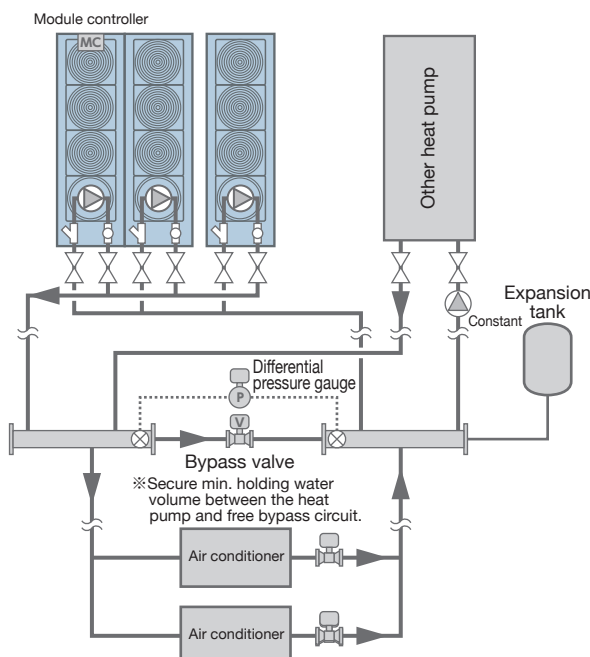 Module controller
MC
Other heat pump
Expansion
tank
Constant
Differential
pressure gauge
P
V
Bypass valve
※Secure min. holding water
volume between the heat
pump and free bypass circuit.
Air conditioner
Air conditioner